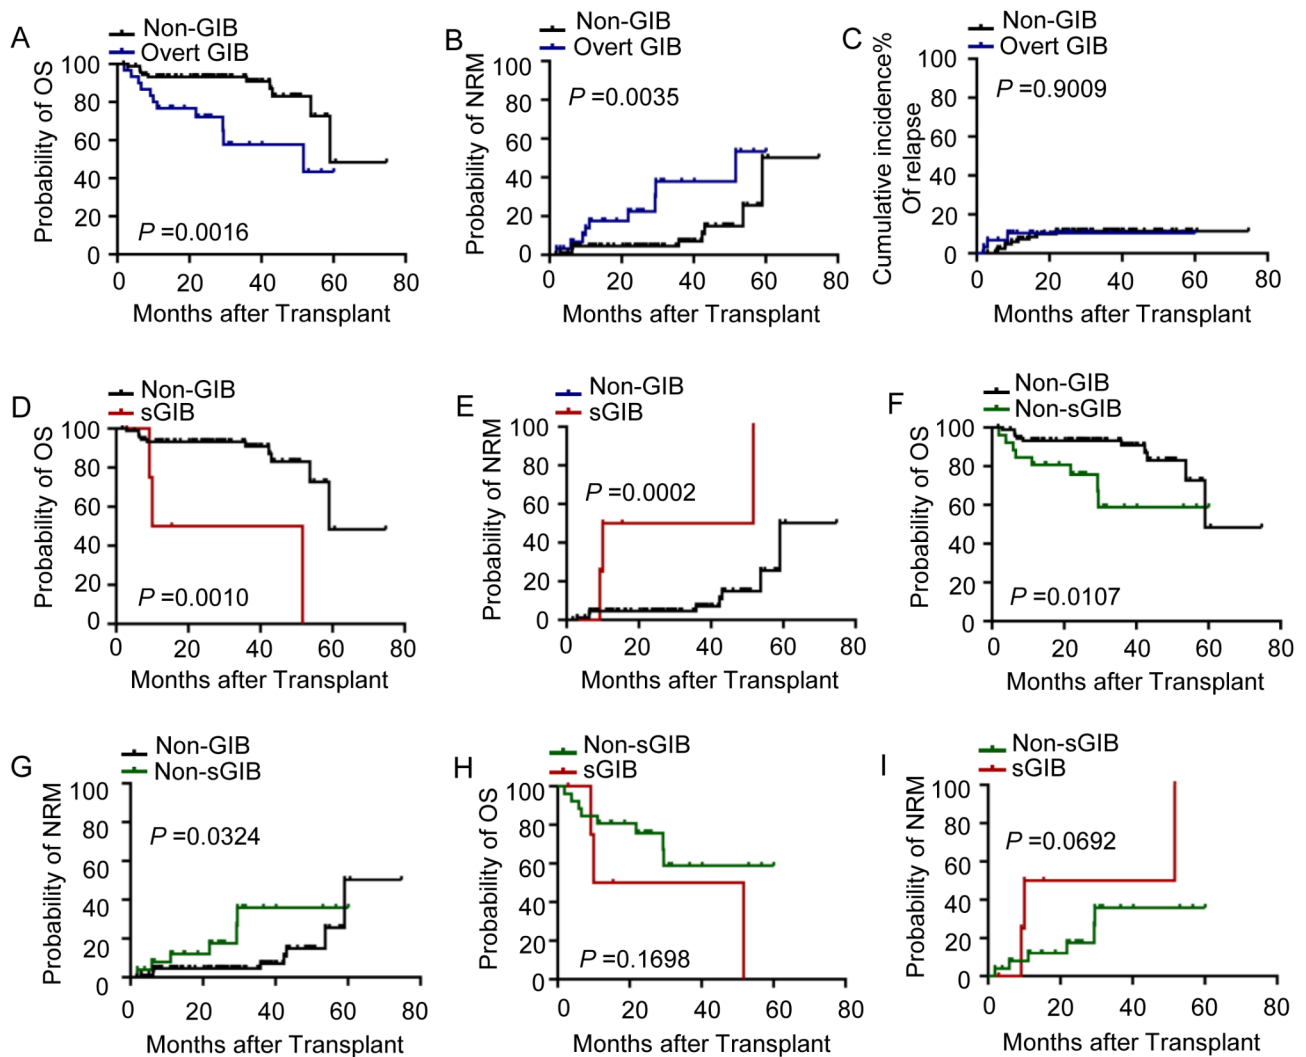 A
Non-GIB
Overt GIB
Probability of OS
100
80
60
40
20
0
P =0.0016
0 20 40 60 80
Months after Transplant
B
Non-GIB
Overt GIB
Probability of NRM
100
80
60
40
20
0
P =0.0035
0 20 40 60 80
Months after Transplant
C
Non-GIB
Overt GIB
Cumulative incidence%
Of relapse
100
80
60
40
20
0
P =0.9009
0 20 40 60 80
Months after Transplant
D
Non-GIB
sGIB
Probability of OS
100
80
60
40
20
0
P =0.0010
0 20 40 60 80
Months after Transplant
E
Non-GIB
sGIB
Probability of NRM
100
80
60
40
20
0
P =0.0002
0 20 40 60 80
Months after Transplant
F
Non-GIB
Non-sGIB
Probability of OS
100
80
60
40
20
0
P =0.0107
0 20 40 60 80
Months after Transplant
G
Non-GIB
Non-sGIB
Probability of NRM
100
80
60
40
20
0
P =0.0324
0 20 40 60 80
Months after Transplant
H
Non-sGIB
sGIB
Probability of OS
100
80
60
40
20
0
P =0.1698
0 20 40 60 80
Months after Transplant
I
Non-sGIB
sGIB
Probability of NRM
100
80
60
40
20
0
P =0.0692
0 20 40 60 80
Months after Transplant